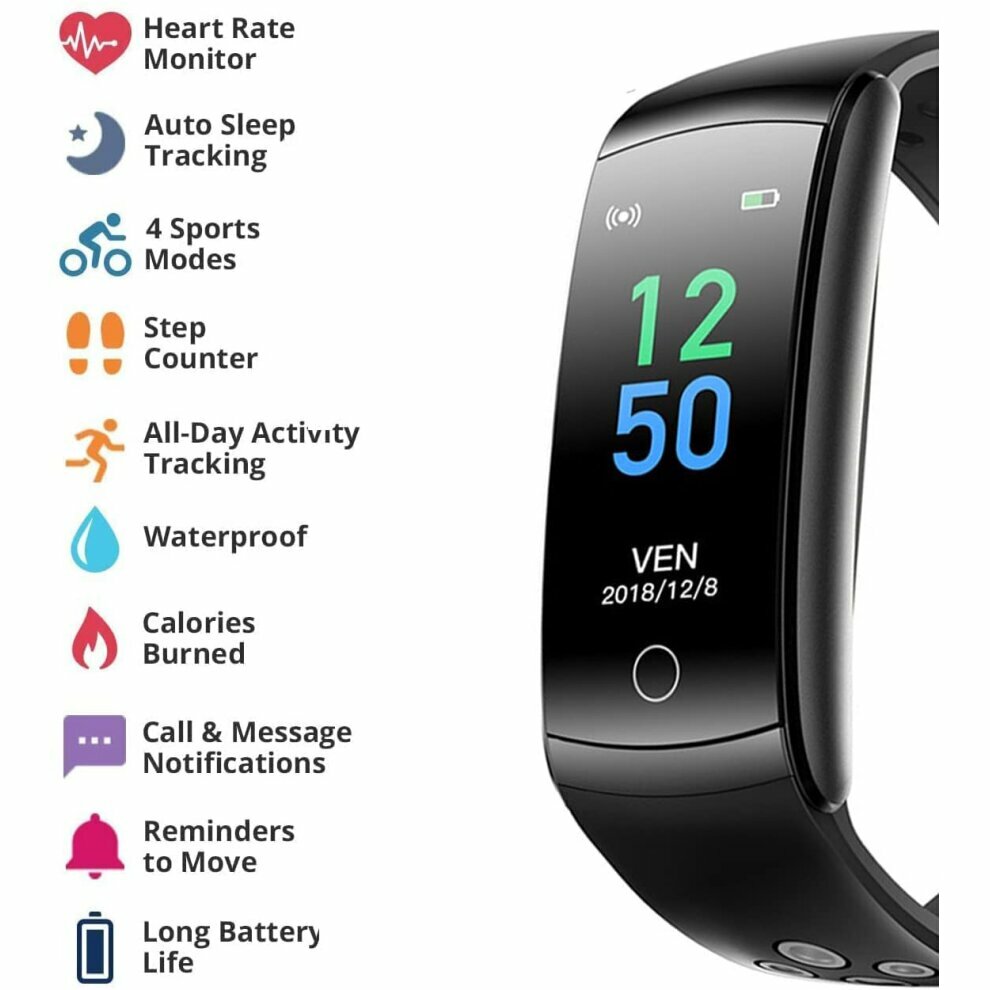 Heart Rate
Monitor
Auto Sleep
Tracking
4 Sports
Modes
Step
Counter
All-Day Activity
Tracking
Waterproof
Calories
Burned
Call & Message
Notifications
Reminders
to Move
Long Battery
Life
12
50
VEN
2018/12/8